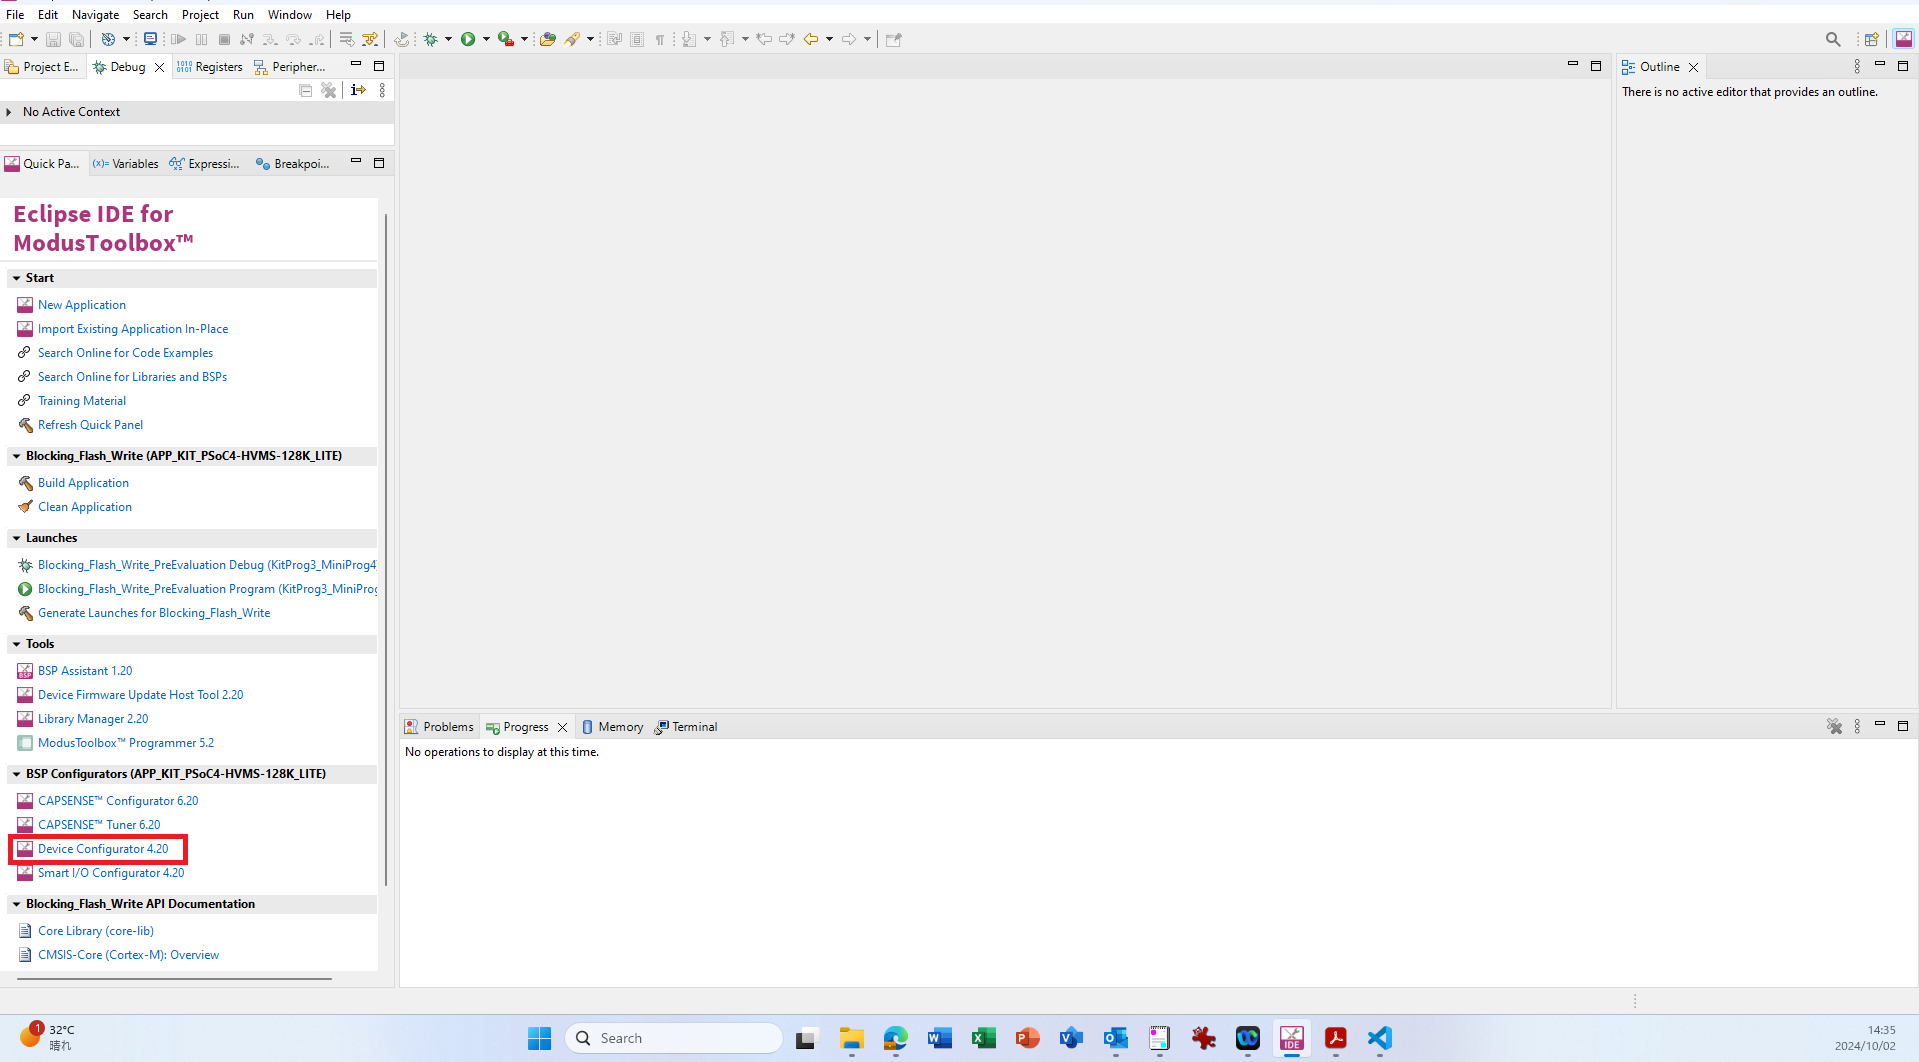 File Edit Navigate Search Project Run Window Help
Project E... Debug Registers Peripher...
No Active Context
Quick Pa... (x)= Variables Expressi... Breakpoi...
Eclipse IDE for
ModusToolbox™
Start
New Application
Import Existing Application In-Place
Search Online for Code Examples
Search Online for Libraries and BSPs
Training Material
Refresh Quick Panel
Blocking_Flash_Write (APP_KIT_PSoC4-HVMS-128K_LITE)
Build Application
Clean Application
Launches
Blocking_Flash_Write_PreEvaluation Debug (KitProg3_MiniProg4
Blocking_Flash_Write_PreEvaluation Program (KitProg3_MiniProg
Generate Launches for Blocking_Flash_Write
Tools
BSP Assistant 1.20
Device Firmware Update Host Tool 2.20
Library Manager 2.20
ModusToolbox™ Programmer 5.2
BSP Configurators (APP_KIT_PSoC4-HVMS-128K_LITE)
CAPSENSE™ Configurator 6.20
CAPSENSE™ Tuner 6.20
Device Configurator 4.20
Smart I/O Configurator 4.20
Blocking_Flash_Write API Documentation
Core Library (core-lib)
CMSIS-Core (Cortex-M): Overview
Outline
There is no active editor that provides an outline.
Problems Progress Memory Terminal
No operations to display at this time.
1
32°C
晴れ
Search
IDE
14:35
2024/10/02